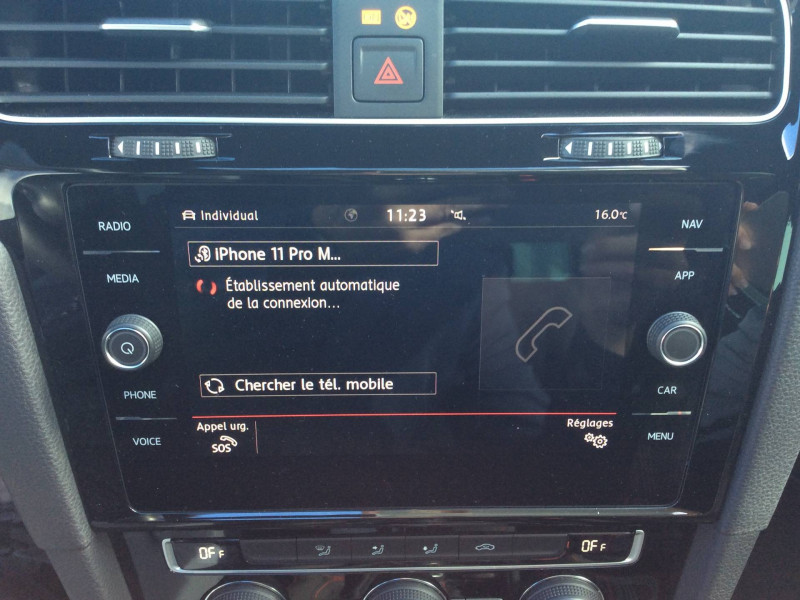 Individual 11:23 16.0°C
RADIO
NAV
iPhone 11 Pro M...
MEDIA
APP
Établissement automatique
de la connexion...
PHONE
Chercher le tél. mobile
CAR
Appel urg.
Réglages
VOICE
SOS
MENU
OFF
OFF